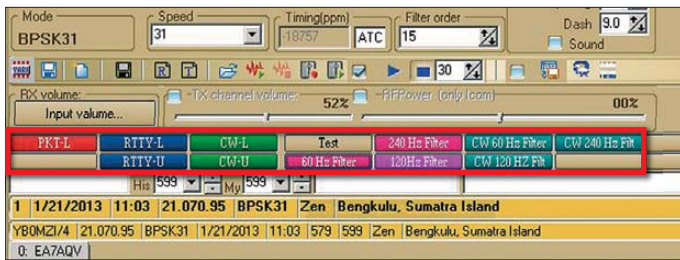 Mode Speed Timing(ppm) Filter order Dash 9.0
BPSK31 31 -18757 ATC 15 Sound
R T 30
RX volume: -Tx channel volume: 52% -RFPower (only Icom) 00%
Input valume...
PKT-L RTTY-L CW-L Test 240 Hz Filter CW 60 Hz Filter CW 240 Hz Filt
RTTY-U CW-U 60 Hz Filter 120Hz Filter CW 120 HZ Filt
His 599 My 599
1 1/21/2013 11:03 21.070.95 BPSK31 Zen Bengkulu, Sumatra Island
YB0MZI/4 21.070.95 BPSK31 1/21/2013 11:03 579 599 Zen Bengkulu, Sumatra Island
0: EA7AQV